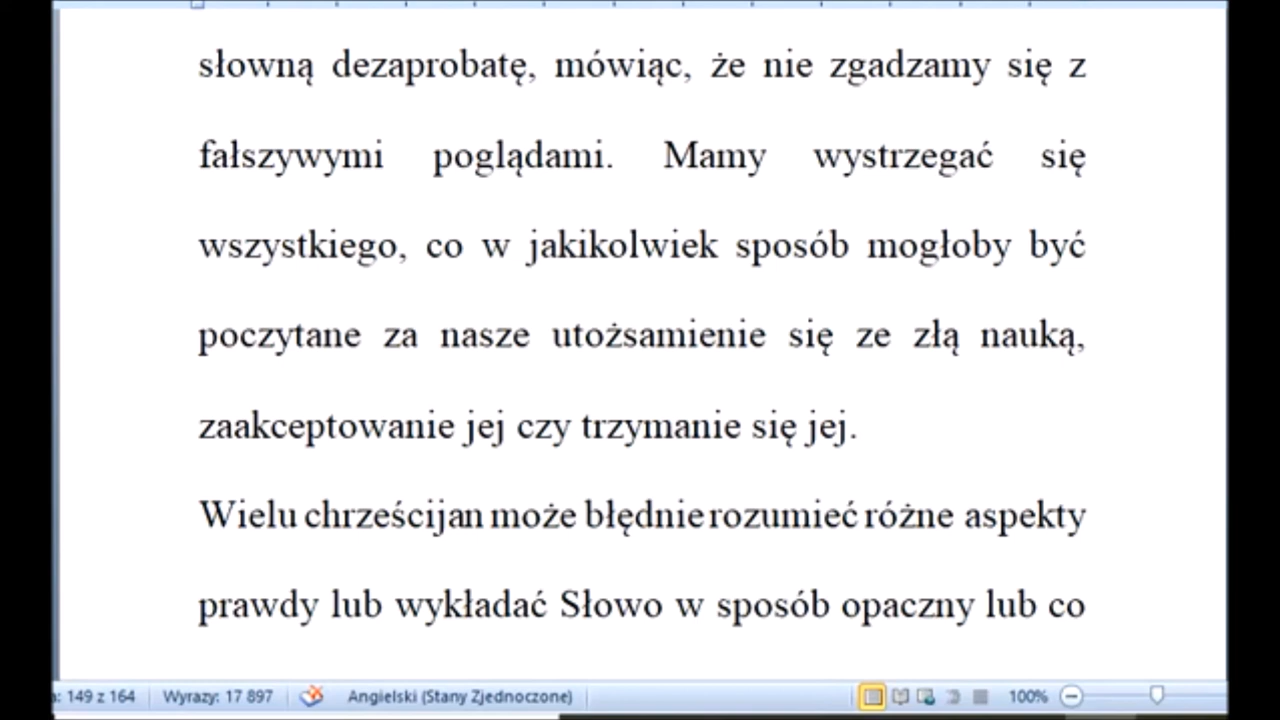 słowną dezaprobatę, mówiąc, że nie zgadzamy się z
fałszywymi poglądami. Mamy wystrzegać się
wszystkiego, co w jakikolwiek sposób mogłoby być
poczytane za nasze utożsamienie się ze złą nauką,
zaakceptowanie jej czy trzymanie się jej.
Wielu chrześcijan może błędnie rozumieć różne aspekty
prawdy lub wykładać Słowo w sposób opaczny lub co
149 z 164 Wyrazy: 17 897 Angielski (Stany Zjednoczone) 100%